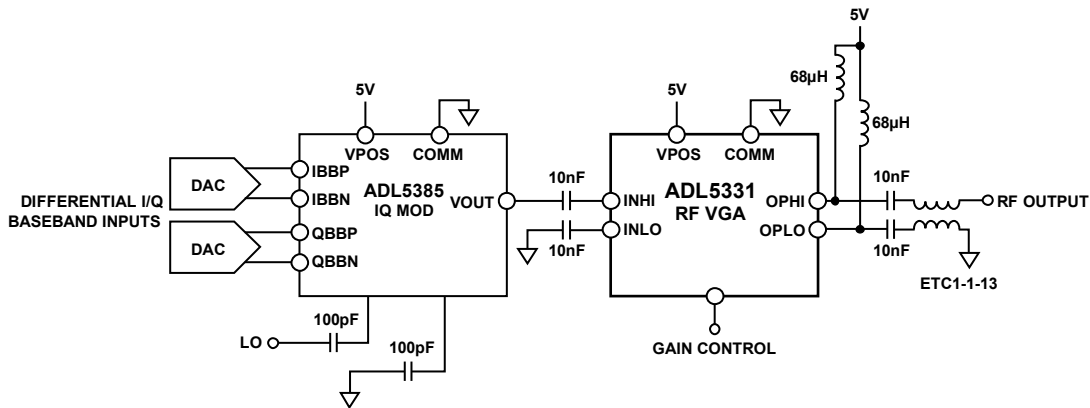 5V
68µH
68µH
5V
5V
VPOS
COMM
VPOS
COMM
DAC
IBBP
IBBN
ADL5385
IQ MOD
VOUT
10nF
INHI
INLO
10nF
ADL5331
RF VGA
OPHI
OPLO
10nF
10nF
RF OUTPUT
ETC1-1-13
DIFFERENTIAL I/Q
BASEBAND INPUTS
DAC
QBBP
QBBN
LO
100pF
100pF
GAIN CONTROL